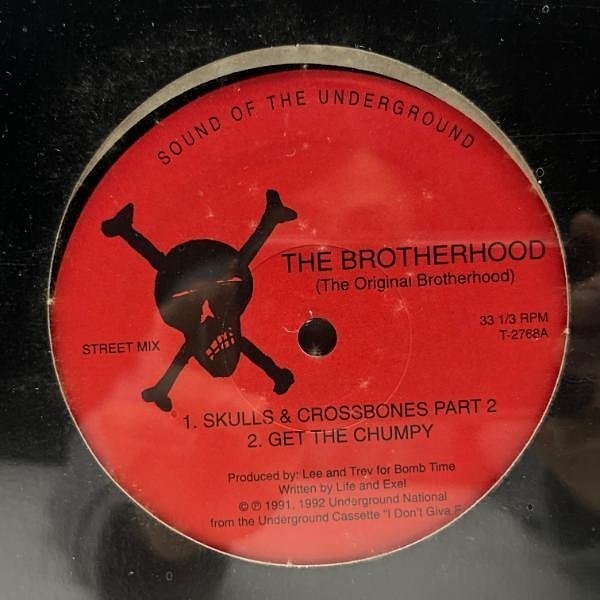 SOUND OF THE UNDERGROUND
THE BROTHERHOOD
(The Original Brotherhood)
33 1/3 RPM
T-2768A
STREET MIX
1. SKULLS & CROSSBONES PART 2
2. GET THE CHUMPY
Produced by: Lee and Trev for Bomb Time
Written by Life and Exel
© ℗ 1991, 1992 Underground National
from the Underground Cassette "I Don't Give F